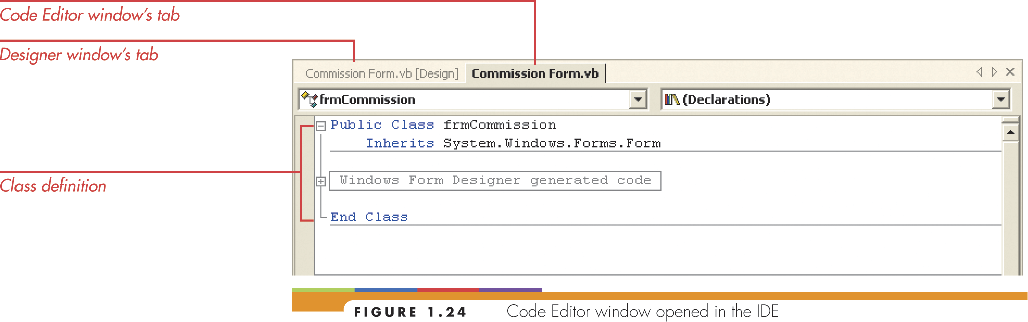 Code Editor window's tab
Designer window's tab
Commission Form.vb [Design] Commission Form.vb
frmCommission (Declarations)
Public Class frmCommission
Inherits System.Windows.Forms.Form
Class definition
Windows Form Designer generated code
End Class
FIGURE 1.24 Code Editor window opened in the IDE